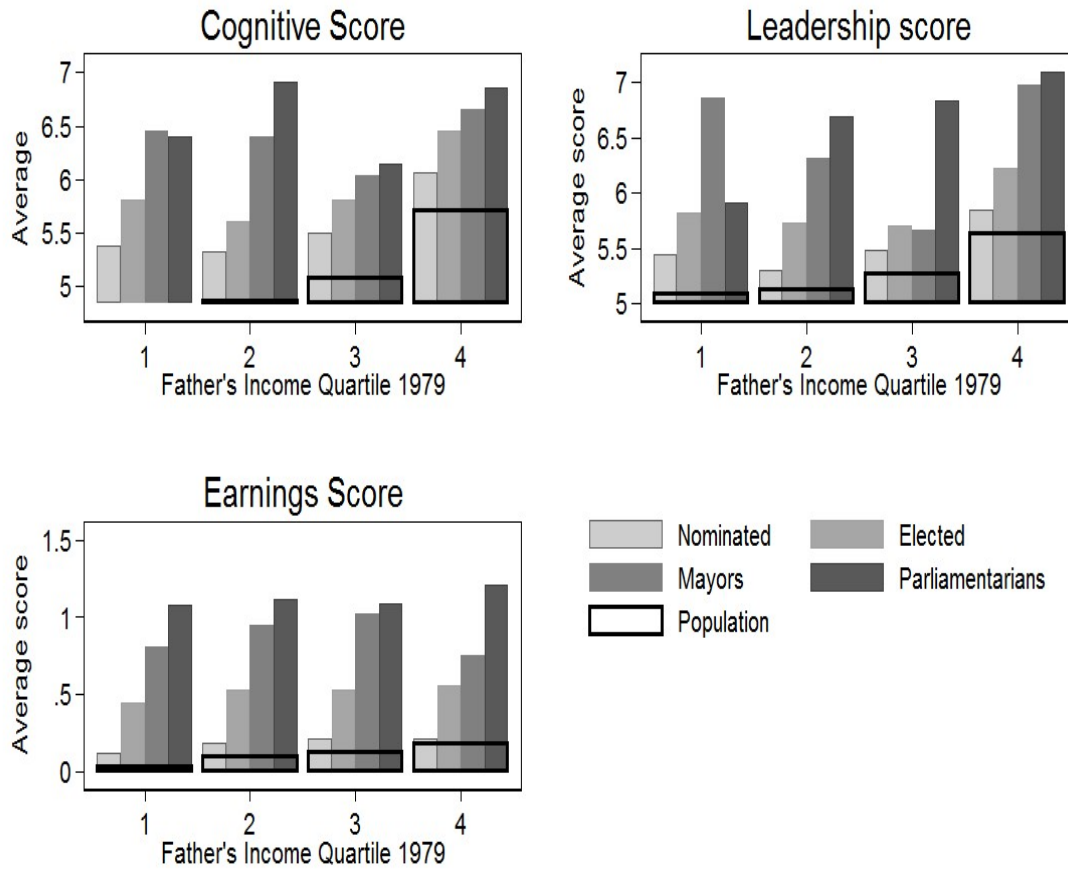 Cognitive Score
Average
7
6.5
6
5.5
5
1 2 3 4
Father's Income Quartile 1979
Leadership score
Average score
7
6.5
6
5.5
5
1 2 3 4
Father's Income Quartile 1979
Earnings Score
Average score
1.5
1
.5
0
1 2 3 4
Father's Income Quartile 1979
Nominated Elected
Mayors Parliamentarians
Population